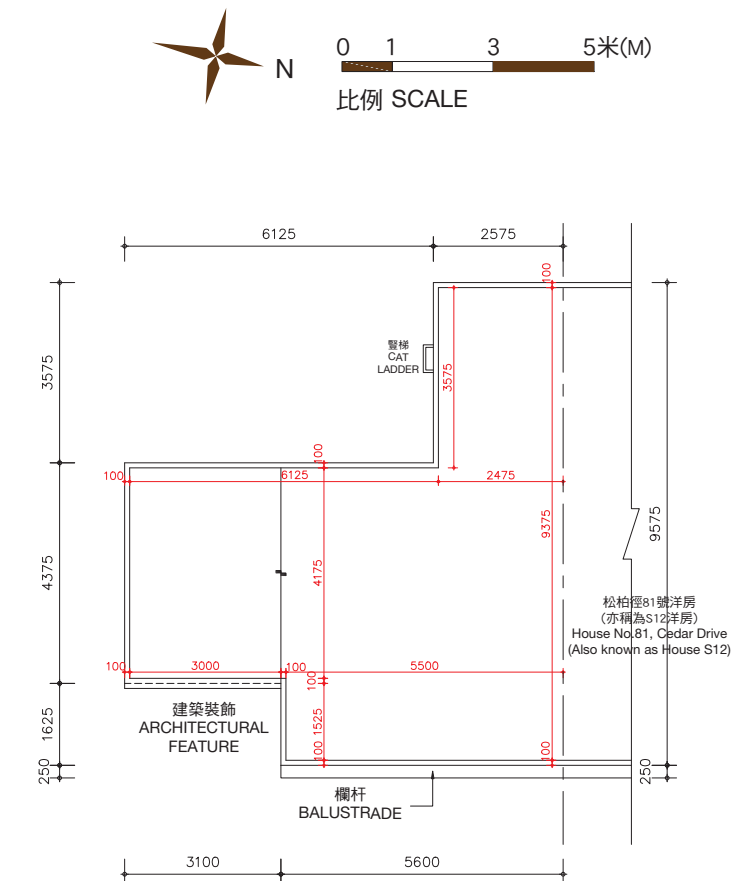 N
0 1 3 5米(M)
比例 SCALE
6125
2575
100
3575
豎梯
CAT
LADDER
3575
100
100
6125
2475
4375
4175
9375
9575
松柏徑81號洋房
(亦稱為S12洋房)
House No.81, Cedar Drive
(Also known as House S12)
100
3000
100
5500
100
建築裝飾
ARCHITECTURAL
FEATURE
1625
1525
100
100
250
250
欄杆
BALUSTRADE
3100
5600